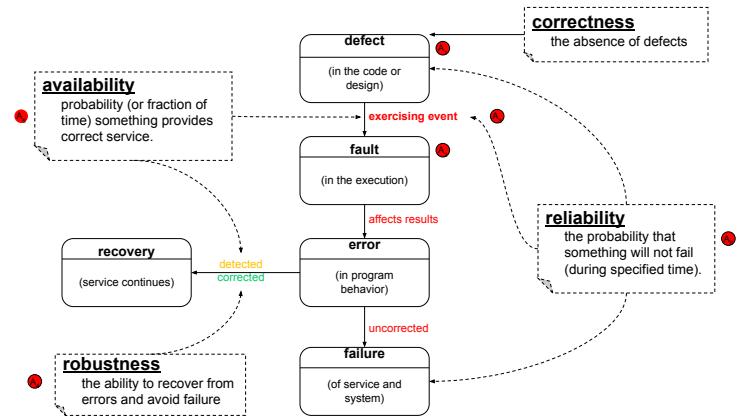 correctness
the absence of defects
defect
(in the code or
design)
availability
probability (or fraction of
time) something provides
correct service.
exercising event
fault
(in the execution)
affects results
reliability
the probability that
something will not fail
(during specified time).
recovery
(service continues)
detected
corrected
error
(in program
behavior)
uncorrected
robustness
the ability to recover from
errors and avoid failure
failure
(of service and
system)